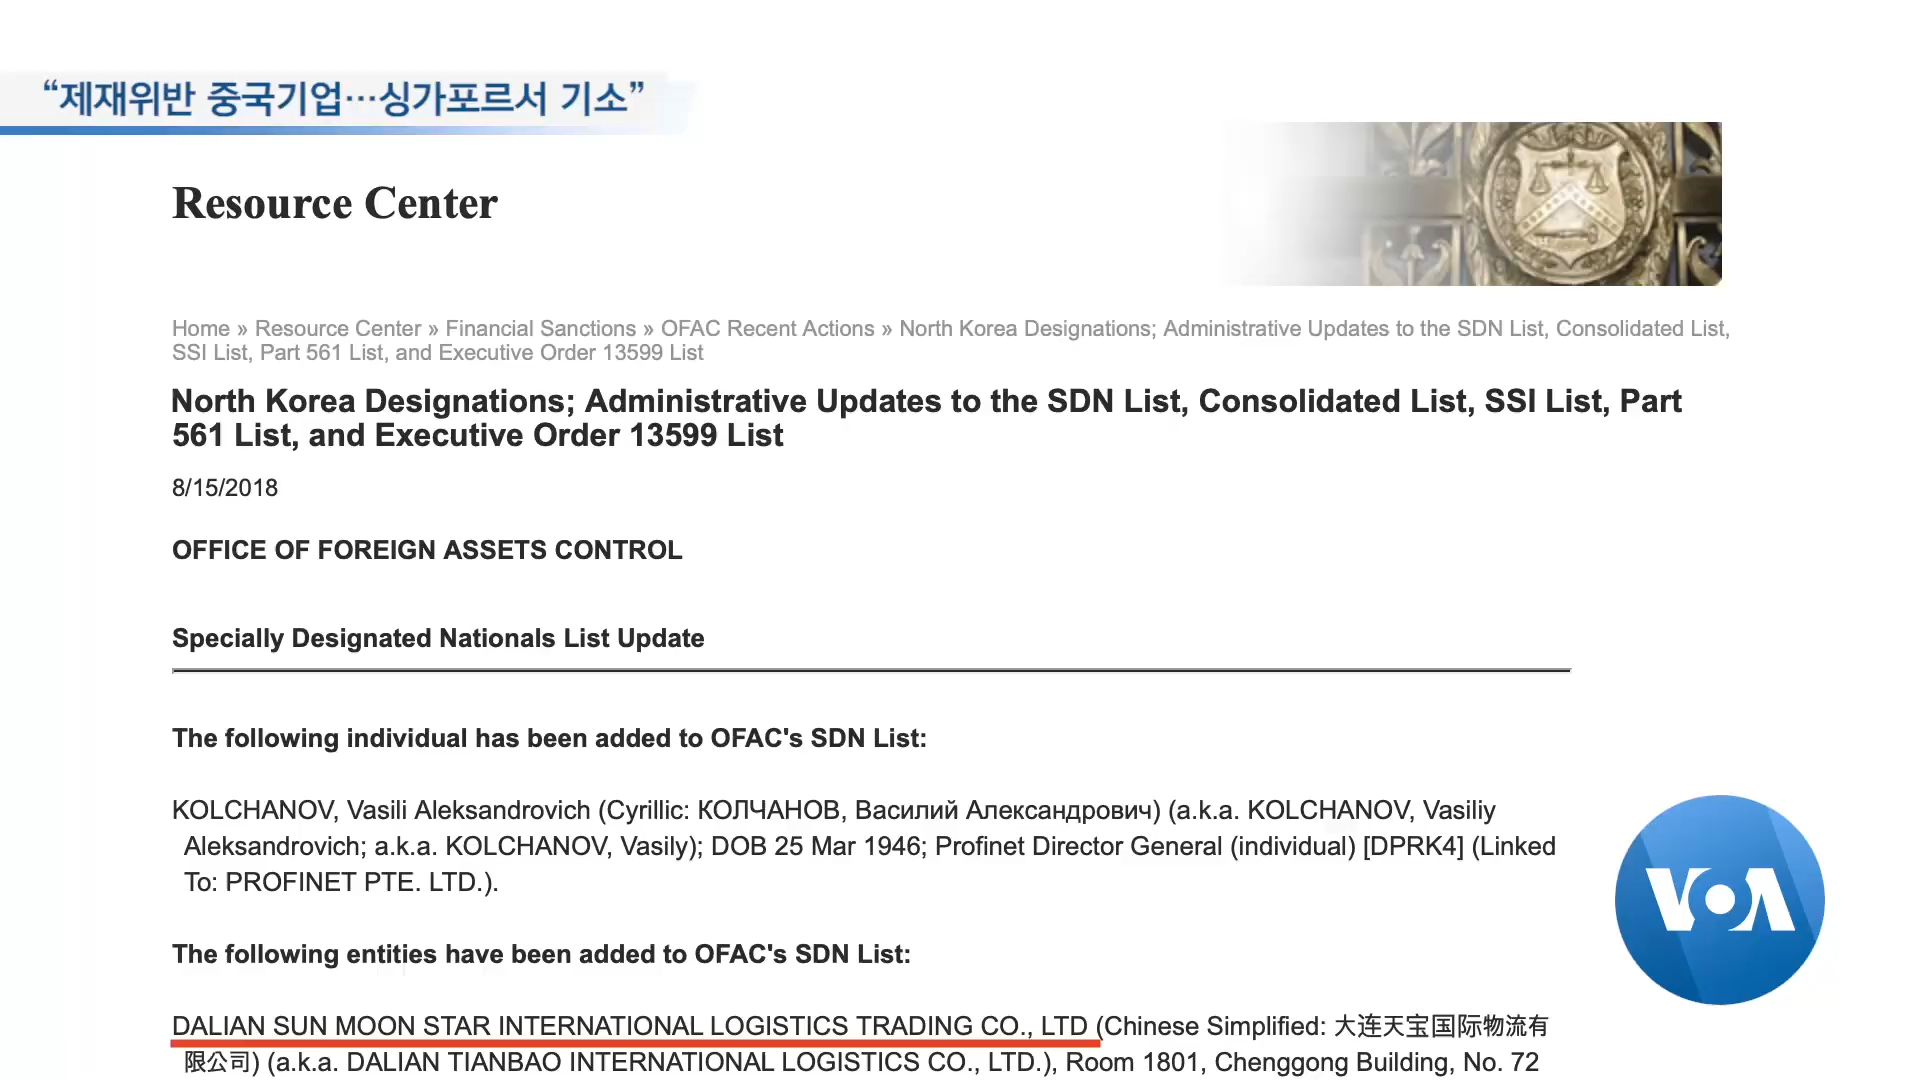 “제재위반 중국기업…싱가포르서 기소”
Resource Center
Home » Resource Center » Financial Sanctions » OFAC Recent Actions » North Korea Designations; Administrative Updates to the SDN List, Consolidated List,
SSI List, Part 561 List, and Executive Order 13599 List
North Korea Designations; Administrative Updates to the SDN List, Consolidated List, SSI List, Part
561 List, and Executive Order 13599 List
8/15/2018
OFFICE OF FOREIGN ASSETS CONTROL
Specially Designated Nationals List Update
The following individual has been added to OFAC's SDN List:
KOLCHANOV, Vasili Aleksandrovich (Cyrillic: КОЛЧАНОВ, Василий Александрович) (a.k.a. KOLCHANOV, Vasiliy
Aleksandrovich; a.k.a. KOLCHANOV, Vasily); DOB 25 Mar 1946; Profinet Director General (individual) [DPRK4] (Linked
To: PROFINET PTE. LTD.).
The following entities have been added to OFAC's SDN List:
DALIAN SUN MOON STAR INTERNATIONAL LOGISTICS TRADING CO., LTD (Chinese Simplified: 大连天宝国际物流有
限公司) (a.k.a. DALIAN TIANBAO INTERNATIONAL LOGISTICS CO., LTD.), Room 1801, Chenggong Building, No. 72
VOA